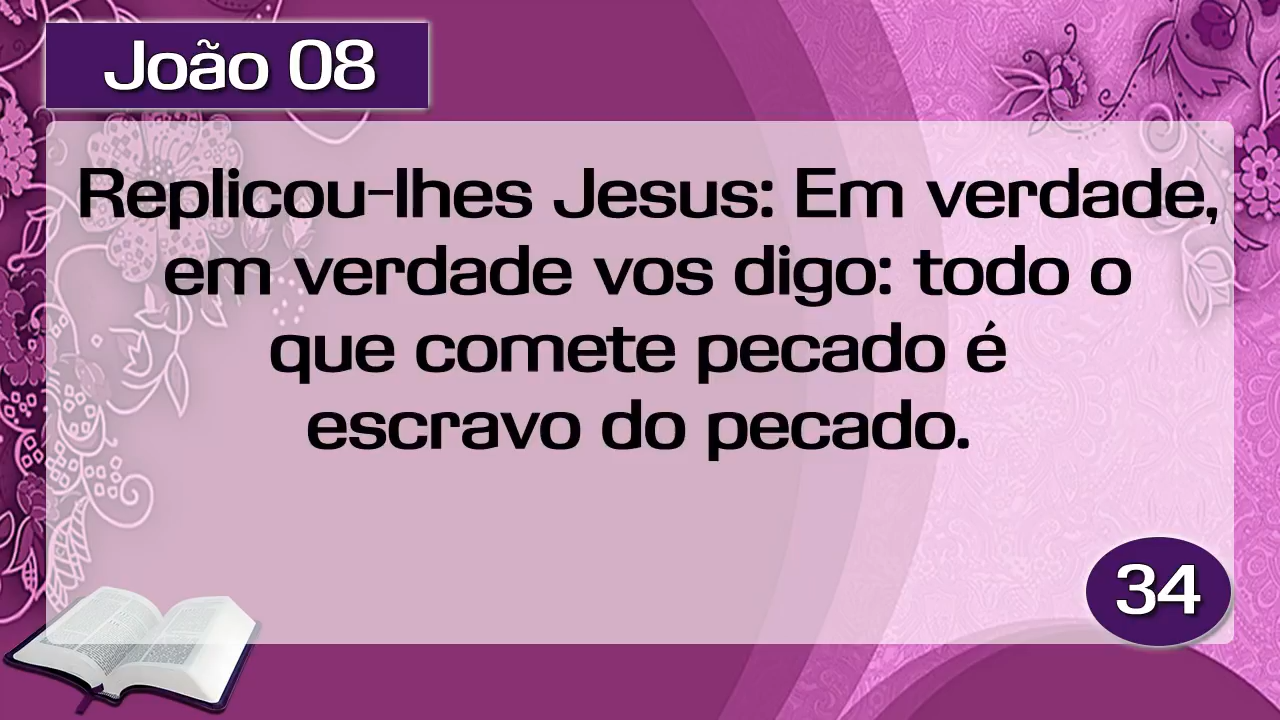 João 08
Replicou-lhes Jesus: Em verdade,
em verdade vos digo: todo o
que comete pecado é
escravo do pecado.
34